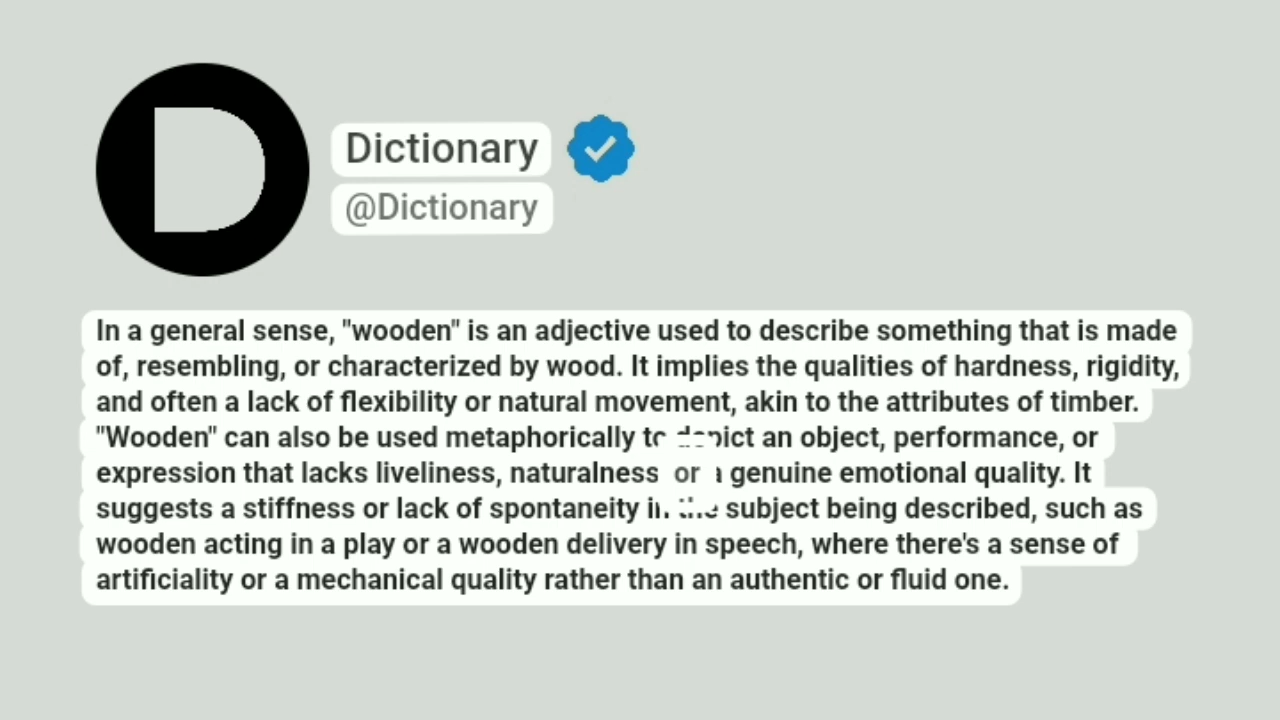 D
Dictionary
@Dictionary
In a general sense, "wooden" is an adjective used to describe something that is made
of, resembling, or characterized by wood. It implies the qualities of hardness, rigidity,
and often a lack of flexibility or natural movement, akin to the attributes of timber.
"Wooden" can also be used metaphorically to depict an object, performance, or
expression that lacks liveliness, naturalness or a genuine emotional quality. It
suggests a stiffness or lack of spontaneity in the subject being described, such as
wooden acting in a play or a wooden delivery in speech, where there's a sense of
artificiality or a mechanical quality rather than an authentic or fluid one.